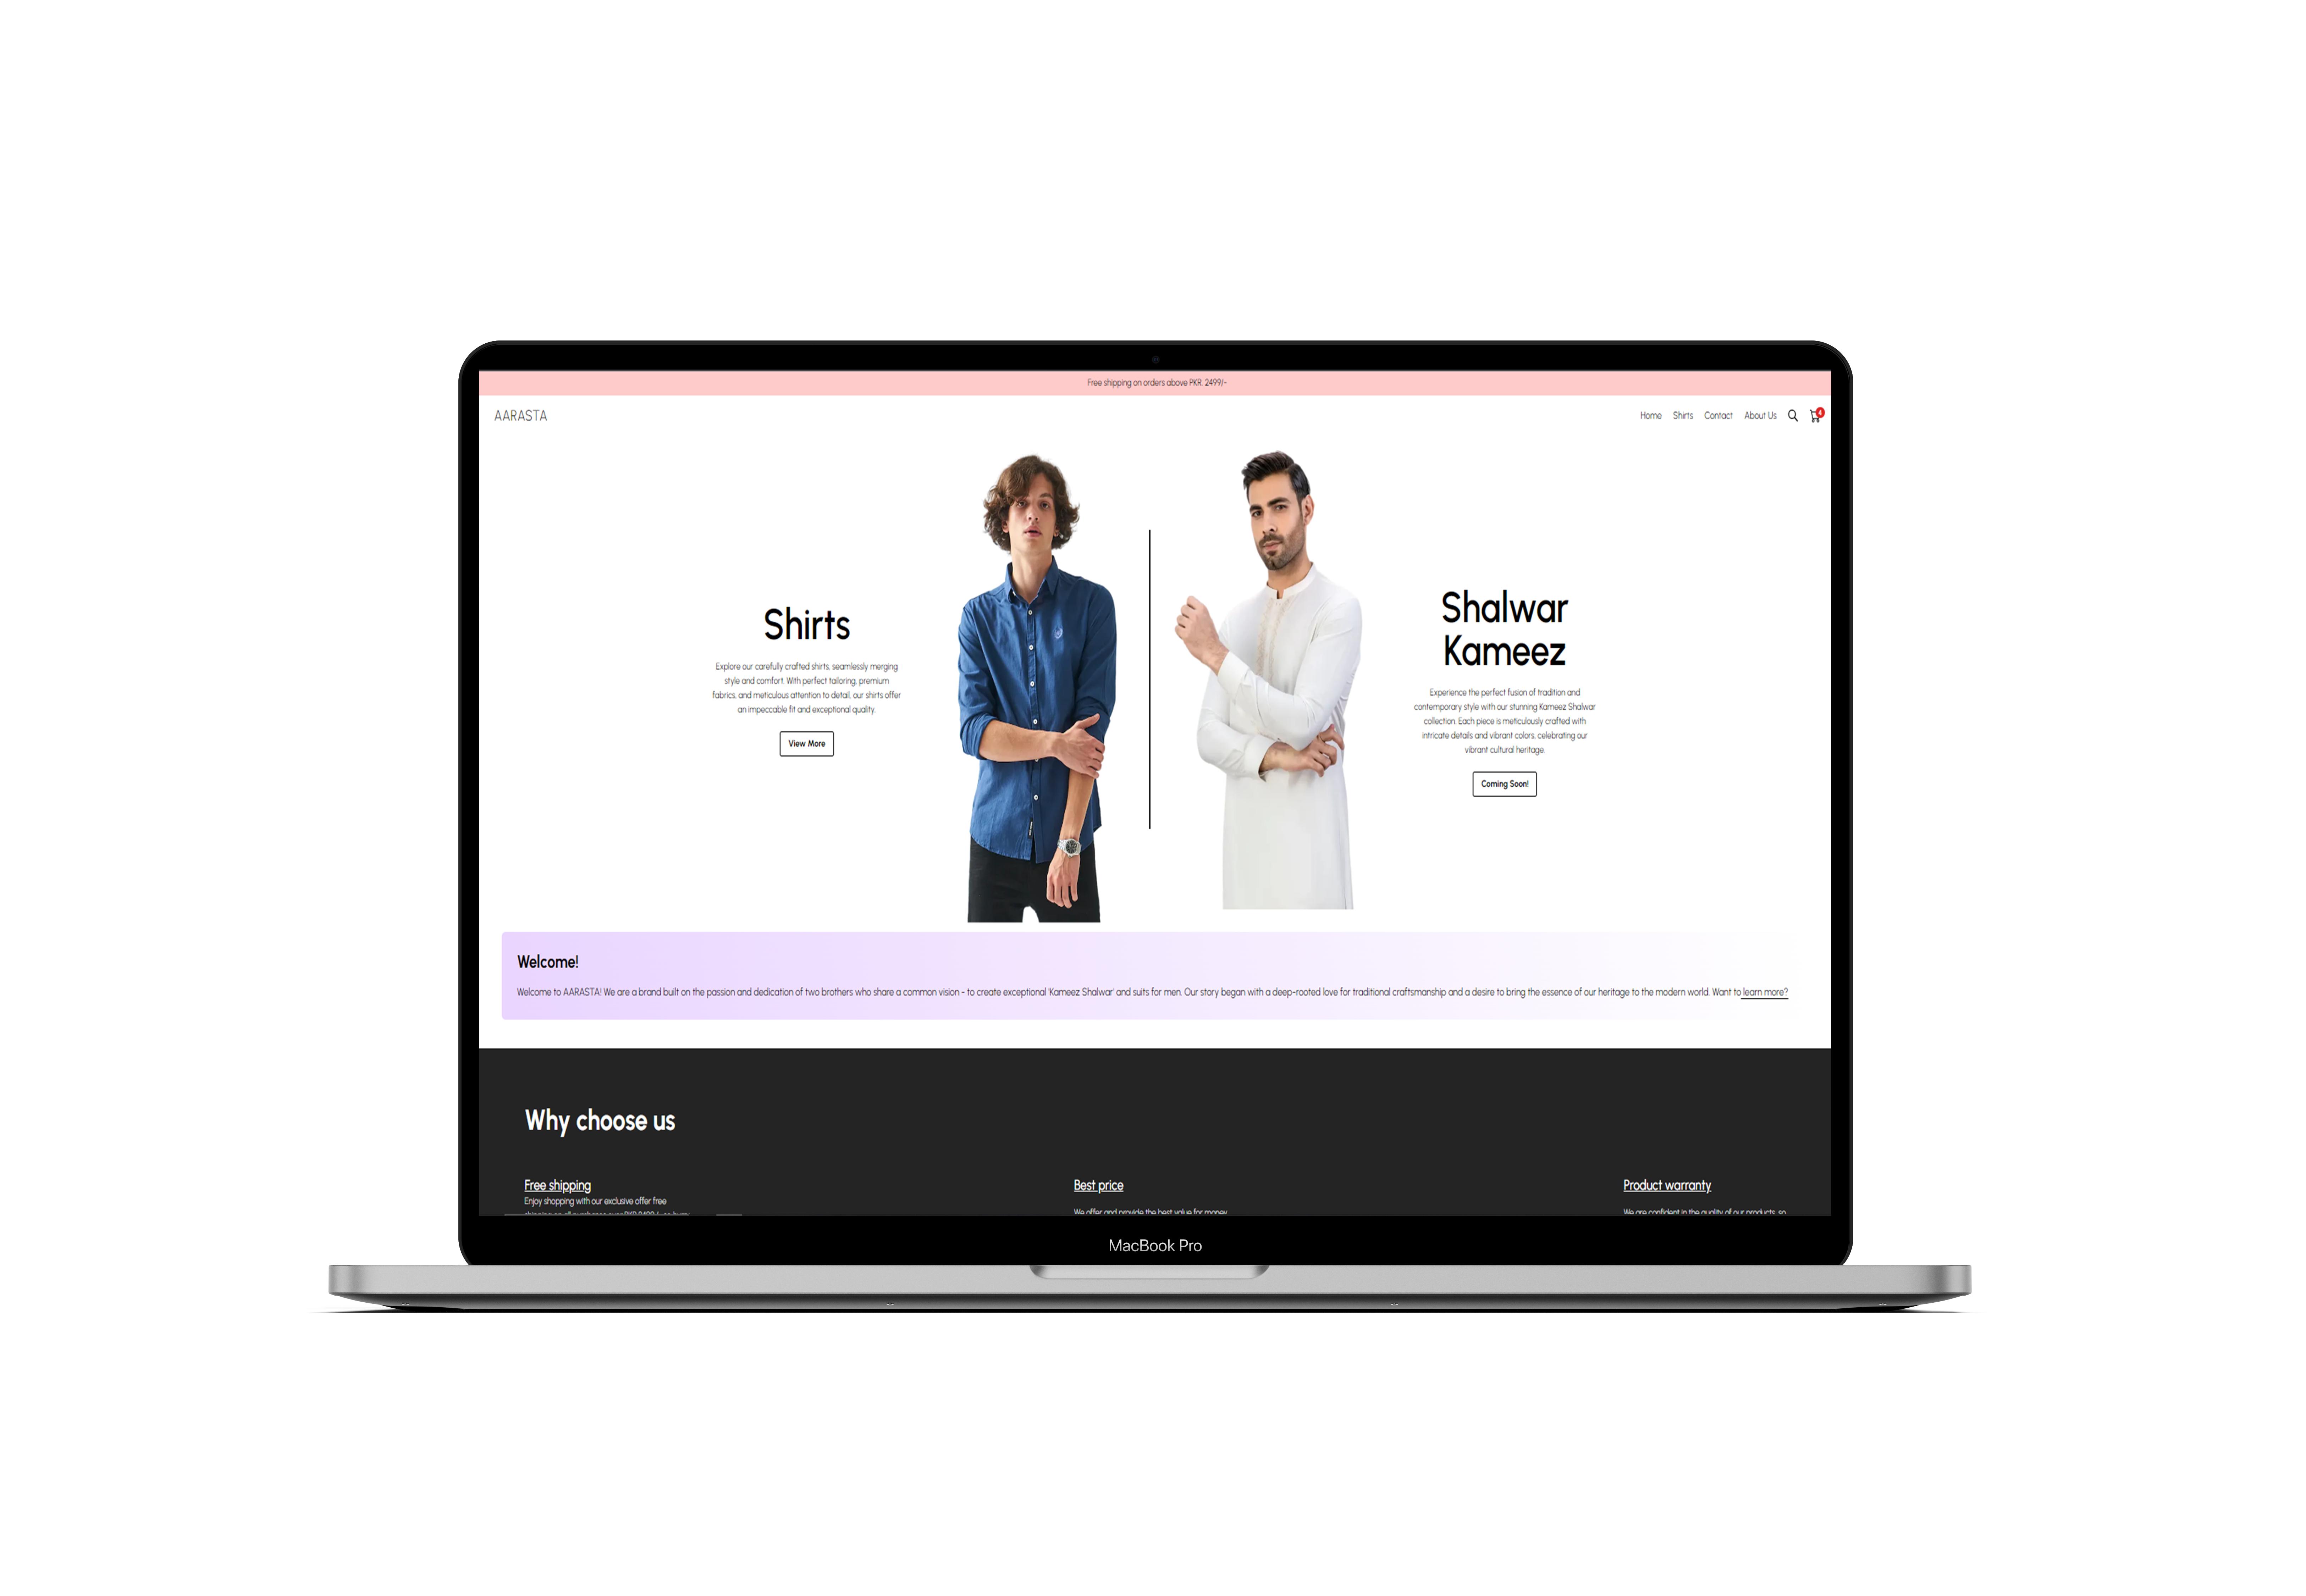 Free shipping on orders above PKR. 2499/-
AARASTA
Home Shirts Contact About Us
4
Shirts
Explore our carefully crafted shirts, seamlessly merging
style and comfort. With perfect tailoring, premium
fabrics, and meticulous attention to detail, our shirts offer
an impeccable fit and exceptional quality.
View More
Shalwar
Kameez
Experience the perfect fusion of tradition and
contemporary style with our stunning Kameez Shalwar
collection. Each piece is meticulously crafted with
intricate details and vibrant colors, celebrating our
vibrant cultural heritage.
Coming Soon!
Welcome!
Welcome to AARASTA! We are a brand built on the passion and dedication of two brothers who share a common vision - to create exceptional 'Kameez Shalwar' and suits for men. Our story began with a deep-rooted love for traditional craftsmanship and a desire to bring the essence of our heritage to the modern world. Want to learn more?
Why choose us
Free shipping
Enjoy shopping with our exclusive offer free
Best price
We offer and provide the best value for money
Product warranty
We are confident in the quality of our products, so
MacBook Pro